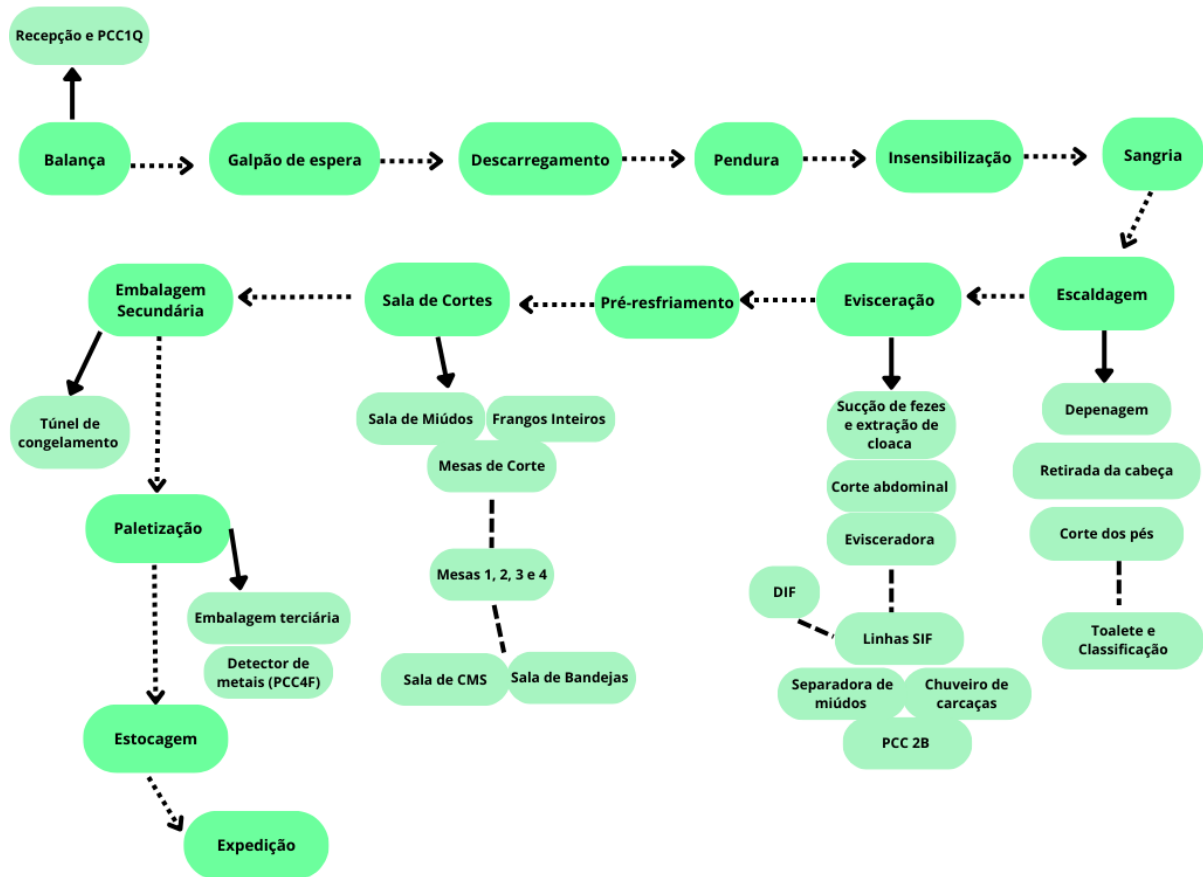 Recepção e PCC1Q
Balança
Galpão de espera
Descarregamento
Pendura
Insensibilização
Sangria
Embalagem
Secundária
Sala de Cortes
Pré-resfriamento
Evisceração
Escaldagem
Túnel de
congelamento
Sala de Miúdos
Frangos Inteiros
Mesas de Corte
Sucção de fezes
e extração de
cloaca
Corte abdominal
Evisceradora
Depenagem
Retirada da cabeça
Corte dos pés
Paletização
Mesas 1, 2, 3 e 4
DIF
Linhas SIF
Toalete e
Classificação
Embalagem terciária
Detector de
metais (PCC4F)
Sala de CMS
Sala de Bandejas
Separadora de
miúdos
Chuveiro de
carcaças
PCC 2B
Estocagem
Expedição